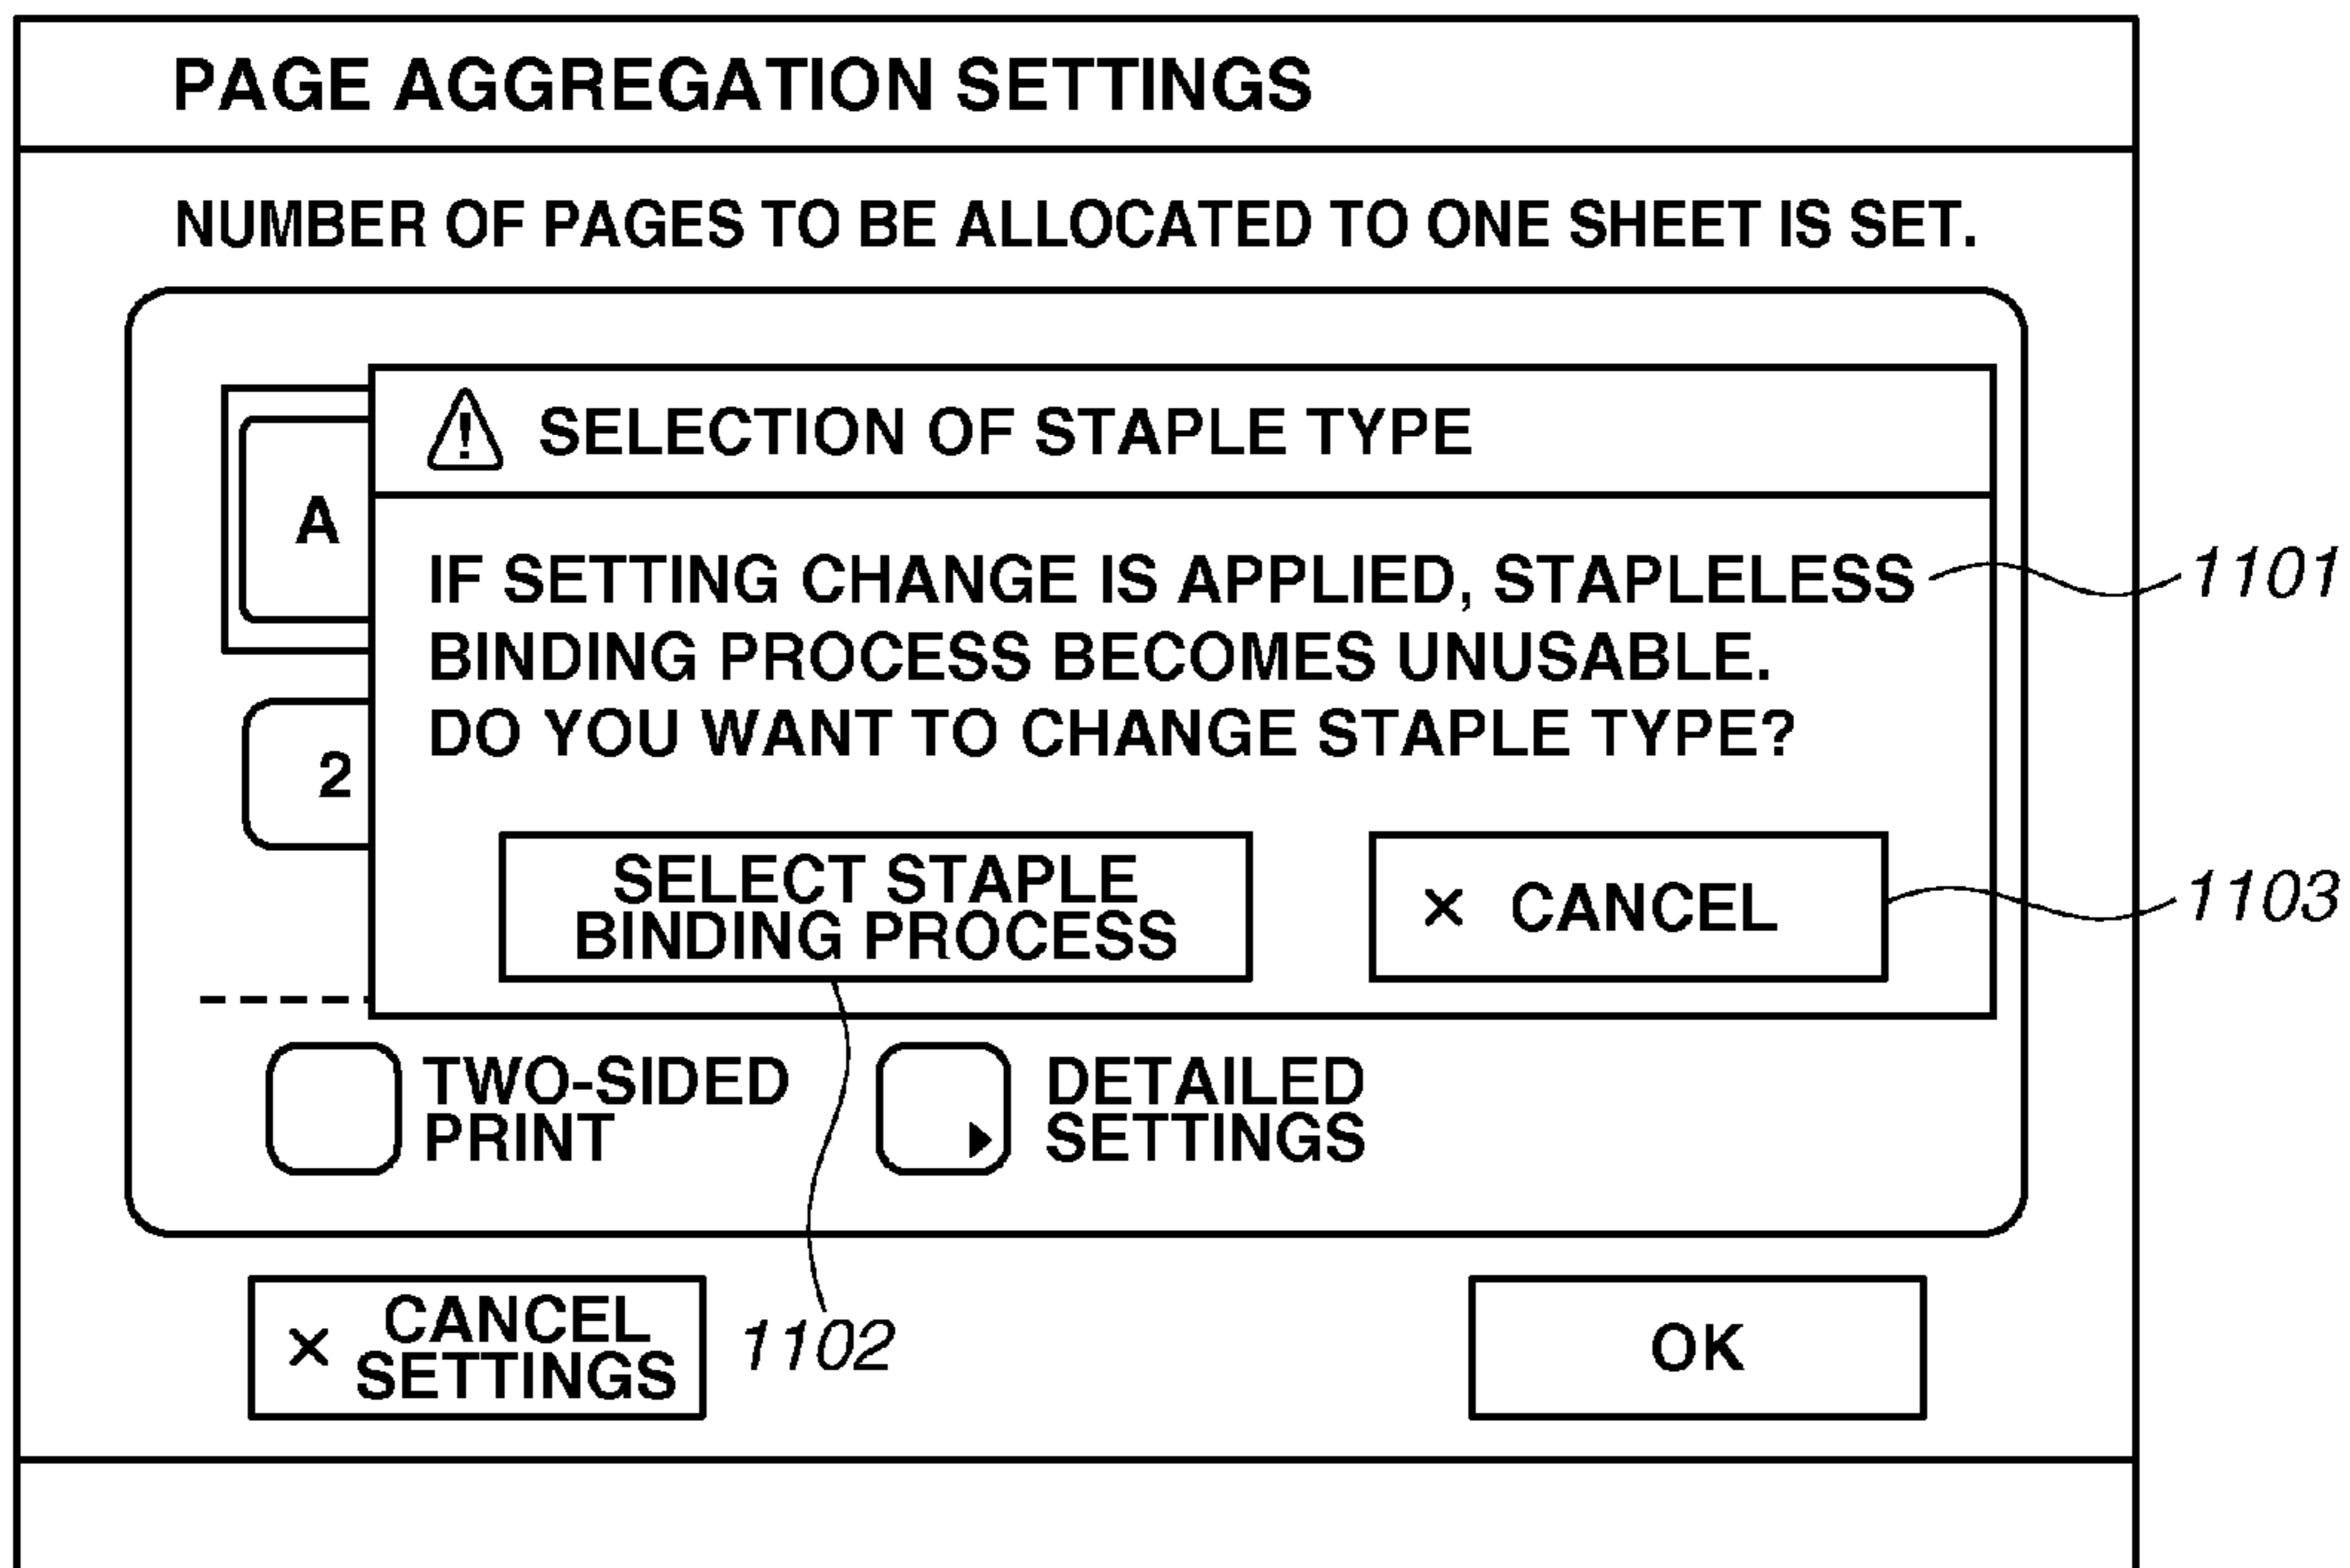 PAGE AGGREGATION SETTINGS
NUMBER OF PAGES TO BE ALLOCATED TO ONE SHEET IS SET.
SELECTION OF STAPLE TYPE
A
IF SETTING CHANGE IS APPLIED, STAPLELESS
BINDING PROCESS BECOMES UNUSABLE.
DO YOU WANT TO CHANGE STAPLE TYPE?
1101
2
SELECT STAPLE
BINDING PROCESS
× CANCEL
1103
TWO-SIDED
PRINT
DETAILED
SETTINGS
× CANCEL
SETTINGS
1102
OK